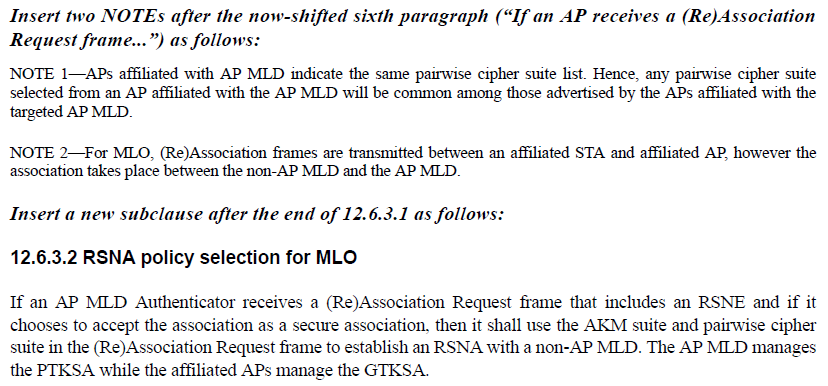 Insert two NOTEs after the now-shifted sixth paragraph (“If an AP receives a (Re)Association
Request frame...”) as follows:
NOTE 1—APs affiliated with AP MLD indicate the same pairwise cipher suite list. Hence, any pairwise cipher suite
selected from an AP affiliated with the AP MLD will be common among those advertised by the APs affiliated with the
targeted AP MLD.
NOTE 2—For MLO, (Re)Association frames are transmitted between an affiliated STA and affiliated AP, however the
association takes place between the non-AP MLD and the AP MLD.
Insert a new subclause after the end of 12.6.3.1 as follows:
12.6.3.2 RSNA policy selection for MLO
If an AP MLD Authenticator receives a (Re)Association Request frame that includes an RSNE and if it
chooses to accept the association as a secure association, then it shall use the AKM suite and pairwise cipher
suite in the (Re)Association Request frame to establish an RSNA with a non-AP MLD. The AP MLD manages
the PTKSA while the affiliated APs manage the GTKSA.